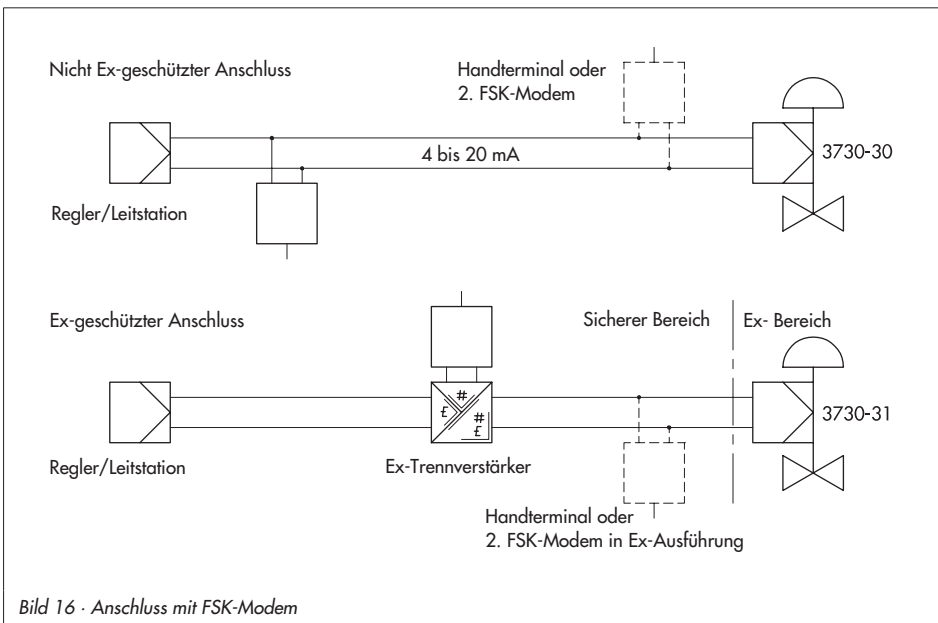 Nicht Ex-geschützter Anschluss
Handterminal oder
2. FSK-Modem
4 bis 20 mA
3730-30
Regler/Leitstation
Ex-geschützter Anschluss
Sicherer Bereich
Ex- Bereich
#
£
#
£
3730-31
Regler/Leitstation
Ex-Trennverstärker
Handterminal oder
2. FSK-Modem in Ex-Ausführung
Bild 16 · Anschluss mit FSK-Modem